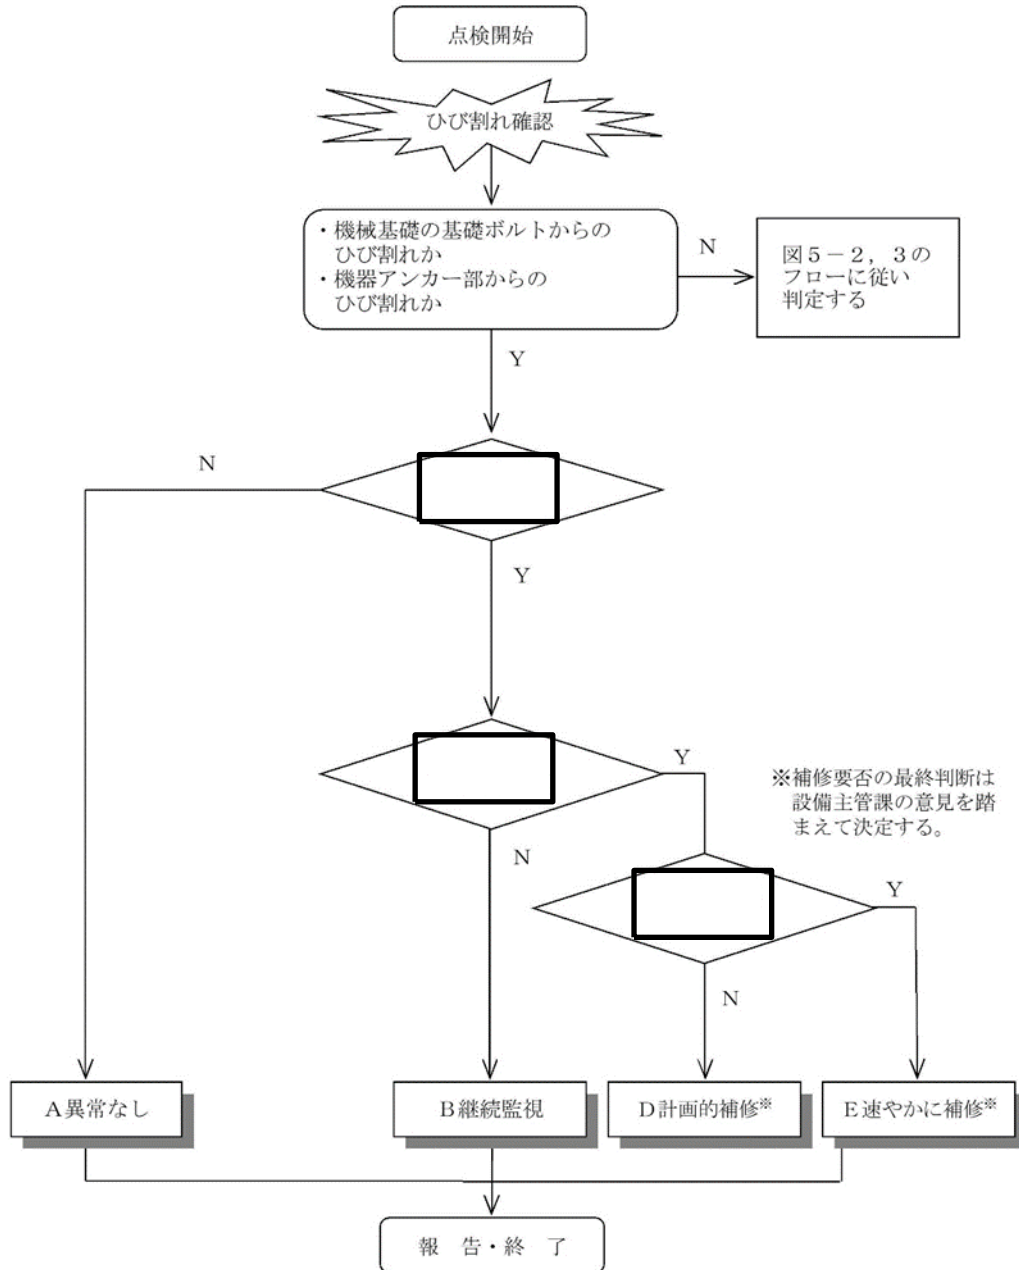 点検開始
ひび割れ確認
・機械基礎の基礎ボルトからの
ひび割れか
・機器アンカー部からの
ひび割れか
N
図5-2,3の
フローに従い
判定する
Y
N
Y
Y
※補修要否の最終判断は
設備主管課の意見を踏
まえて決定する。
N
Y
N
A異常なし
B継続監視
D計画的補修※
E速やかに補修※
報 告・終 了